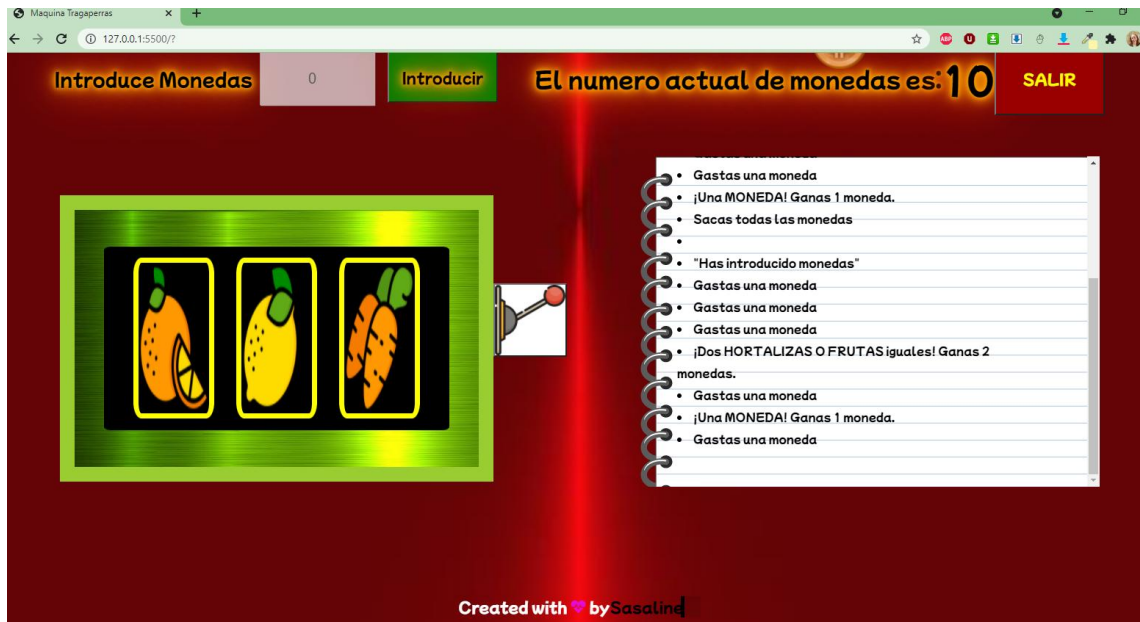 Maquina Tragaperras
127.0.0.1:5500/?
ABP
Introduce Monedas
0
Introducir
El numero actual de monedas es:10
SALIR
• Gastas una moneda
• ¡Una MONEDA! Ganas 1 moneda.
• Sacas todas las monedas
•
• "Has introducido monedas"
• Gastas una moneda
• Gastas una moneda
• Gastas una moneda
• ¡Dos HORTALIZAS O FRUTAS iguales! Ganas 2
monedas.
• Gastas una moneda
• ¡Una MONEDA! Ganas 1 moneda.
• Gastas una moneda
Created with by Sasaline